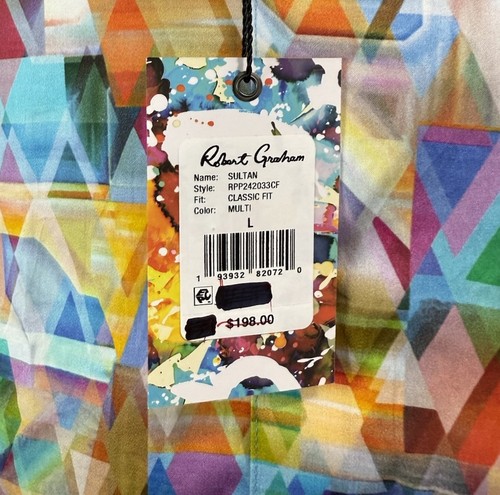 Robert Graham
Name: SULTAN
Style: RPP242033CF
Fit: CLASSIC FIT
Color: MULTI
L
1 93932 82072 0
$198.00